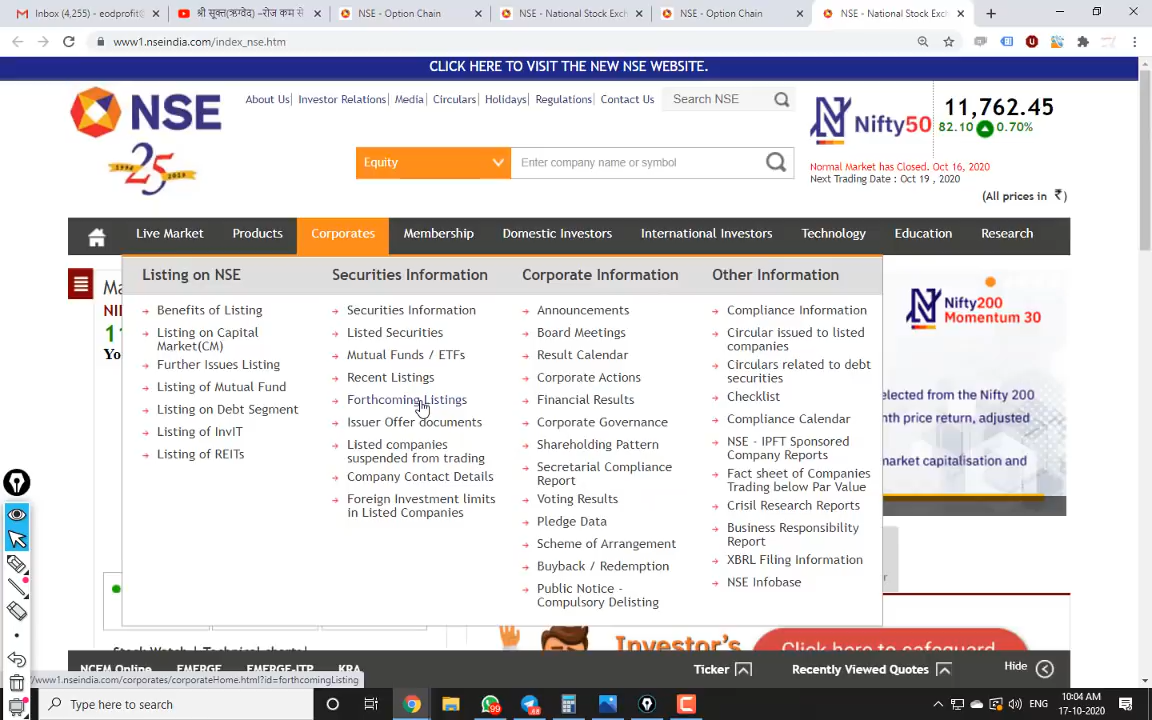 Inbox (4,255) - eodprofit@
श्री सूक्त(ऋग्वेद) –रोज कम से
NSE - Option Chain
NSE - National Stock Exc
NSE - Option Chain
NSE - National Stock Exc
www1.nseindia.com/index_nse.htm
CLICK HERE TO VISIT THE NEW NSE WEBSITE.
NSE
About Us| Investor Relations| Media| Circulars| Holidays| Regulations| Contact Us
Search NSE
Nifty50
11,762.45
82.10 0.70%
Equity
Enter company name or symbol
Normal Market has Closed. Oct 16, 2020
Next Trading Date : Oct 19 , 2020
(All prices in ₹)
Live Market
Products
Corporates
Membership
Domestic Investors
International Investors
Technology
Education
Research
Listing on NSE
Benefits of Listing
Listing on Capital
Market(CM)
Further Issues Listing
Listing of Mutual Fund
Listing on Debt Segment
Listing of InvIT
Listing of REITs
Securities Information
Securities Information
Listed Securities
Mutual Funds / ETFs
Recent Listings
Forthcoming Listings
Issuer Offer documents
Listed companies
suspended from trading
Company Contact Details
Foreign Investment limits
in Listed Companies
Corporate Information
Announcements
Board Meetings
Result Calendar
Corporate Actions
Financial Results
Corporate Governance
Shareholding Pattern
Secretarial Compliance
Report
Voting Results
Pledge Data
Scheme of Arrangement
Buyback / Redemption
Public Notice -
Compulsory Delisting
Other Information
Compliance Information
Circular issued to listed
companies
Circulars related to debt
securities
Checklist
Compliance Calendar
NSE - IPFT Sponsored
Company Reports
Fact sheet of Companies
Trading below Par Value
Crisil Research Reports
Business Responsibility
Report
XBRL Filing Information
NSE Infobase
Nifty200
Momentum 30
elected from the Nifty 200
nth price return, adjusted
market capitalisation and
Investor's
Click here to safeguard
Stock Watch | Technical charts|
NCFM Online
EMERGE
EMERGE-ITP
KRA
Ticker
Recently Viewed Quotes
Hide
/www1.nseindia.com/corporates/corporateHome.html?id=forthcomingListing
Type here to search
99
ENG
10:04 AM
17-10-2020